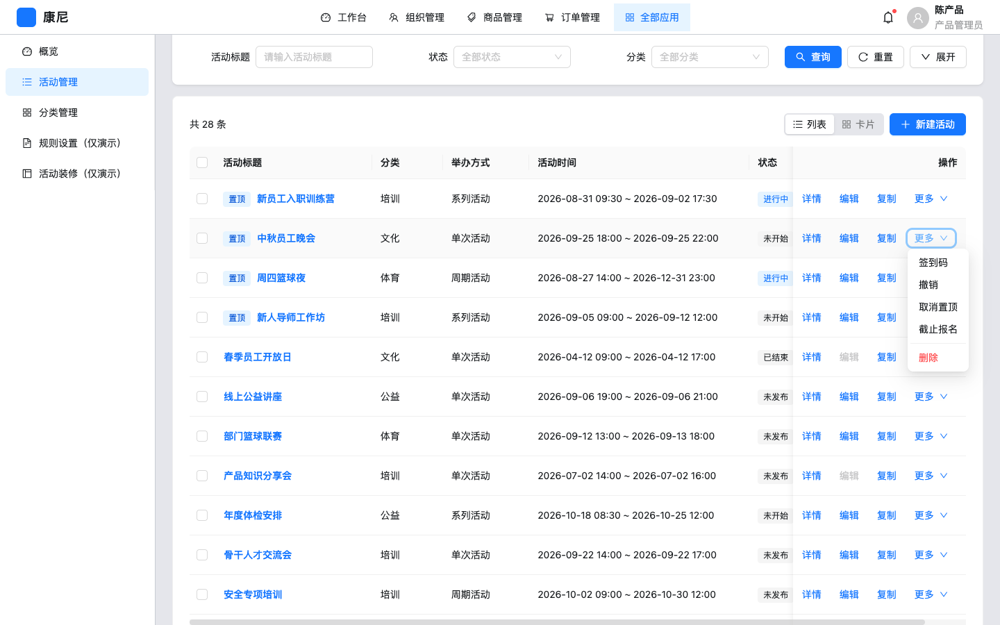 康尼
工作台 组织管理 商品管理 订单管理 全部应用
陈产品
产品管理员
概览
活动管理
分类管理
规则设置（仅演示）
活动装修（仅演示）
活动标题 请输入活动标题 状态 全部状态 分类 全部分类 查询 重置 展开
共 28 条 列表 卡片 新建活动
活动标题 分类 举办方式 活动时间 状态 操作
置顶 新员工入职训练营 培训 系列活动 2026-08-31 09:30 ~ 2026-09-02 17:30 进行中 详情 编辑 复制 更多
置顶 中秋员工晚会 文化 单次活动 2026-09-25 18:00 ~ 2026-09-25 22:00 未开始 详情 编辑 复制 更多
置顶 周四篮球夜 体育 周期活动 2026-08-27 14:00 ~ 2026-12-31 23:00 进行中 详情 编辑 复制
置顶 新人导师工作坊 培训 系列活动 2026-09-05 09:00 ~ 2026-09-12 12:00 未开始 详情 编辑 复制
春季员工开放日 文化 单次活动 2026-04-12 09:00 ~ 2026-04-12 17:00 已结束 详情 编辑 复制
线上公益讲座 公益 单次活动 2026-09-06 19:00 ~ 2026-09-06 21:00 未发布 详情 编辑 复制 更多
部门篮球联赛 体育 单次活动 2026-09-12 13:00 ~ 2026-09-13 18:00 未发布 详情 编辑 复制 更多
产品知识分享会 培训 单次活动 2026-07-02 14:00 ~ 2026-07-02 16:00 未发布 详情 编辑 复制 更多
年度体检安排 公益 系列活动 2026-10-18 08:30 ~ 2026-10-25 12:00 未开始 详情 编辑 复制 更多
骨干人才交流会 培训 单次活动 2026-09-22 14:00 ~ 2026-09-22 17:00 未发布 详情 编辑 复制 更多
安全专项培训 培训 周期活动 2026-10-02 09:00 ~ 2026-10-30 12:00 未发布 详情 编辑 复制 更多
签到码
撤销
取消置顶
截止报名
删除